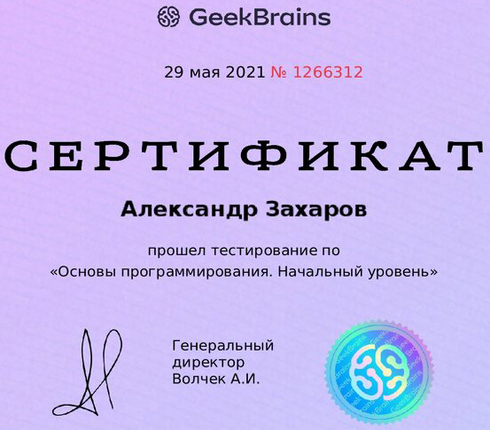 GeekBrains
29 мая 2021 № 1266312
СЕРТИФИКАТ
Александр Захаров
прошел тестирование по
«Основы программирования. Начальный уровень»
Генеральный
директор
Волчек А.И.